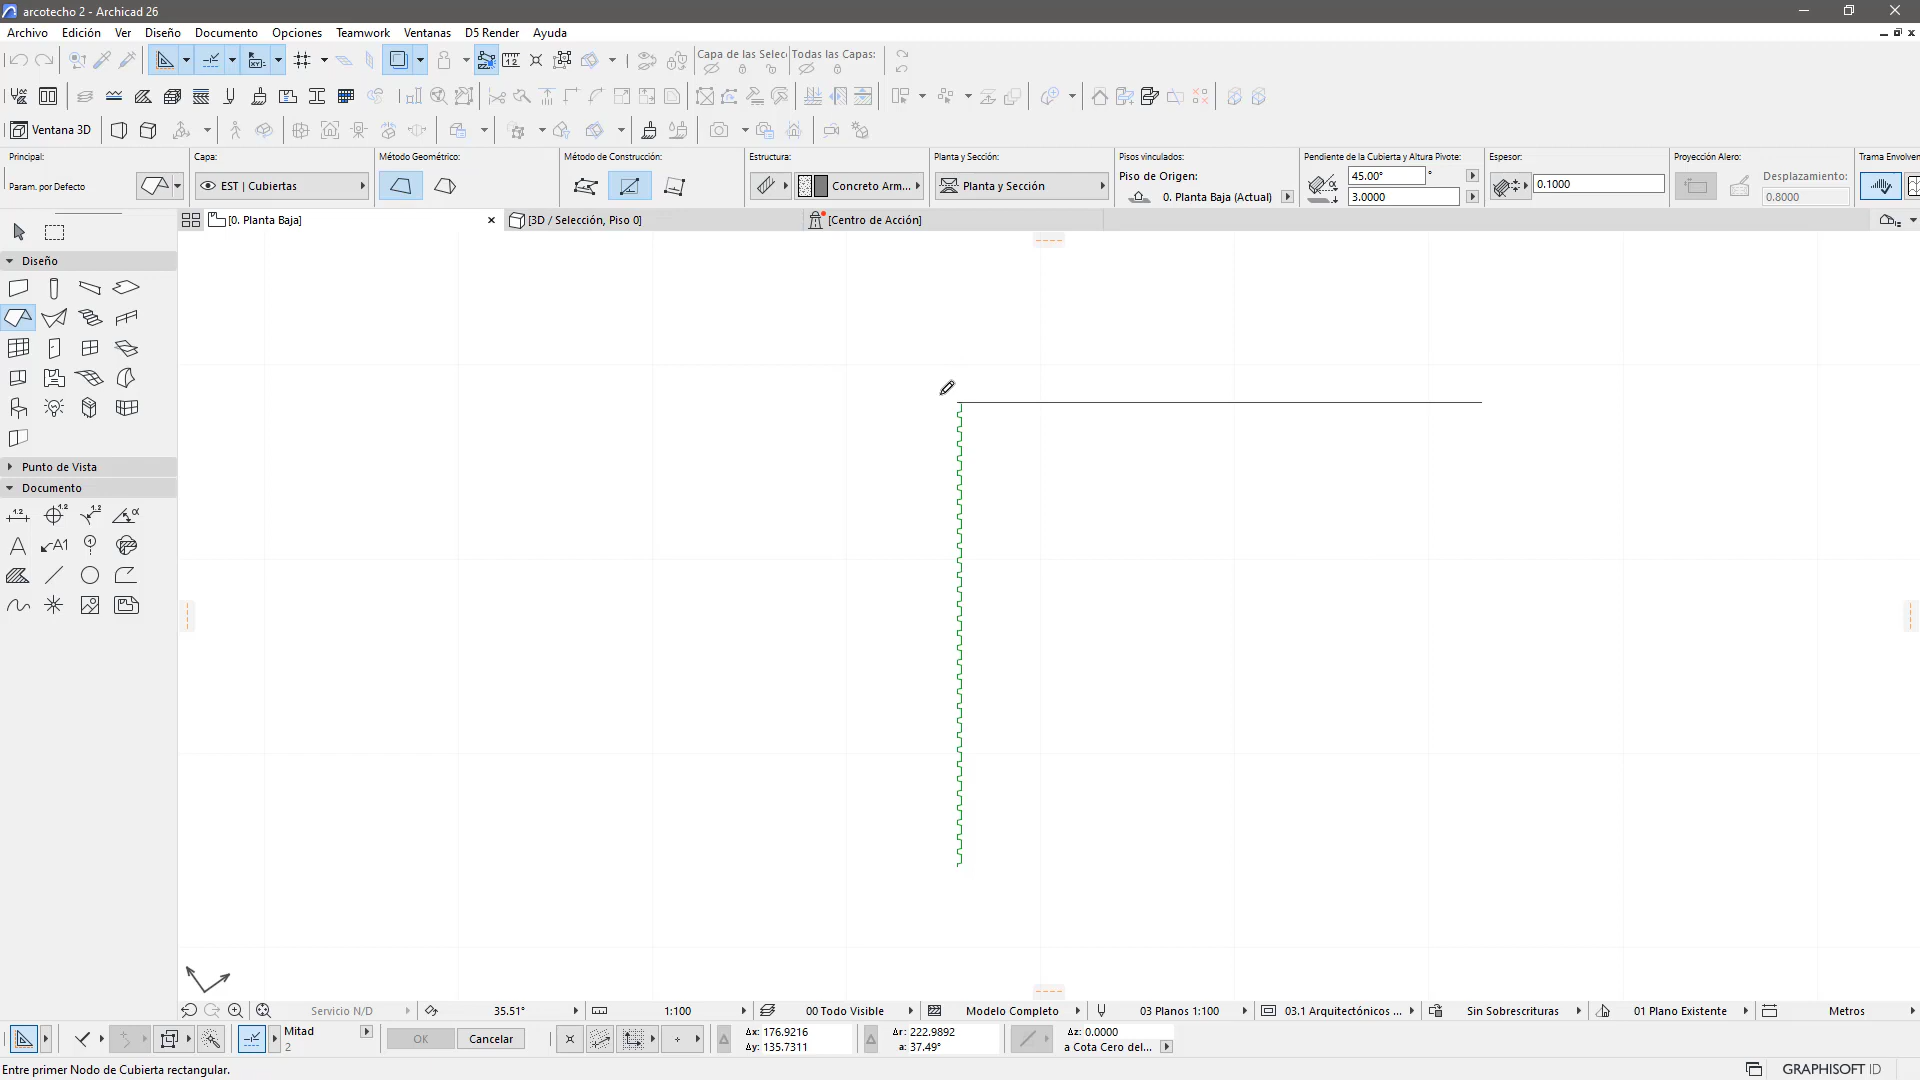 arcotecho 2 - Archicad 26
Archivo Edición Ver Diseño Documento Opciones Teamwork Ventanas D5 Render Ayuda
Capa de las Selec Todas las Capas:
Ventana 3D
Principal: Capa: Método Geométrico: Método de Construcción: Estructura: Planta y Sección: Pisos vinculados: Pendiente de la Cubierta y Altura Pivote: Espesor: Proyección Alero: Trama Envolven
Param. por Defecto EST | Cubiertas Concreto Arm... Planta y Sección Piso de Origen: 45.00° ° 0.1000 Desplazamiento:
0. Planta Baja (Actual) 3.0000 0.8000
[0. Planta Baja] [3D / Selección, Piso 0] [Centro de Acción]
Diseño
Punto de Vista
Documento
Servicio N/D 35.51° 1:100 00 Todo Visible Modelo Completo 03 Planos 1:100 03.1 Arquitectónicos ... Sin Sobrescrituras 01 Plano Existente Metros
Mitad
2
OK Cancelar
Δx: 176.9216 Δr: 222.9892 Δz: 0.0000
Δy: 135.7311 a: 37.49° a Cota Cero del...
Entre primer Nodo de Cubierta rectangular. GRAPHISOFT ID